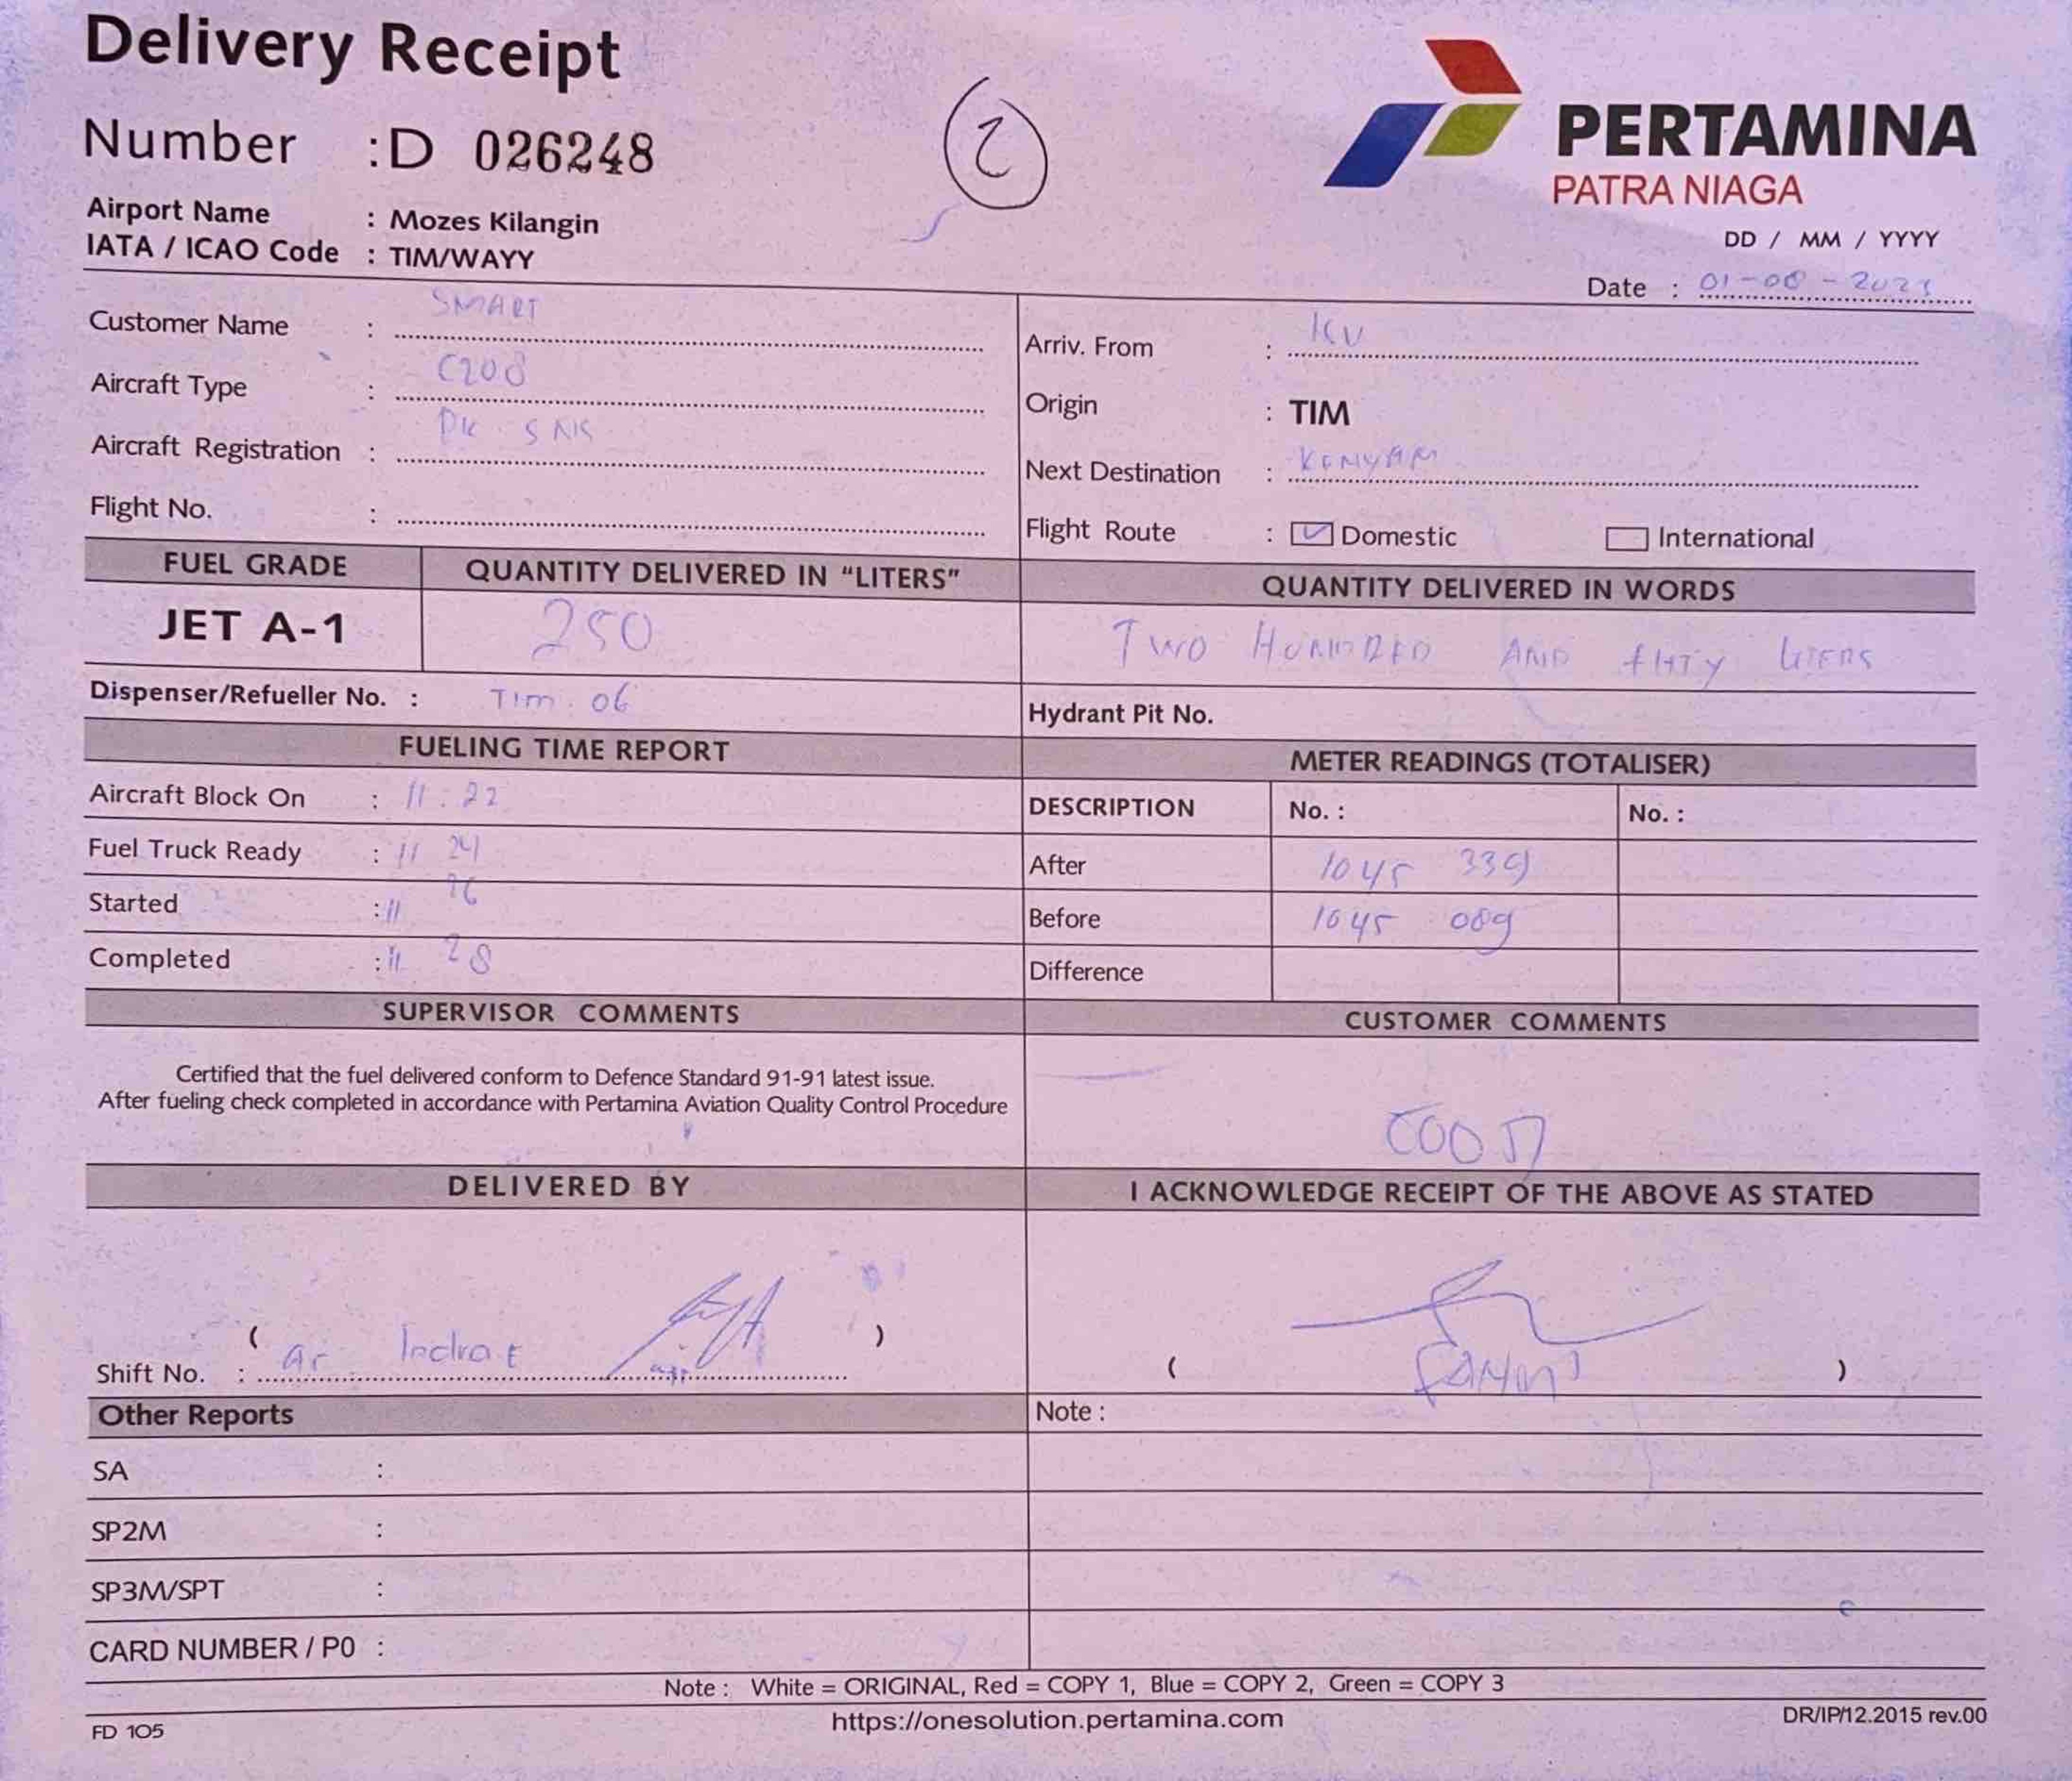 Delivery Receipt
Number : D 026248
2
PERTAMINA
PATRA NIAGA
Airport Name : Mozes Kilangin
IATA / ICAO Code : TIM/WAYY
DD / MM / YYYY
Date : 01-08-2023
Customer Name : SMART
Aircraft Type : C208
Aircraft Registration : PK SNS
Flight No. :
Arriv. From :
Origin : TIM
Next Destination : KENYAM
Flight Route : Domestic International
FUEL GRADE QUANTITY DELIVERED IN “LITERS” QUANTITY DELIVERED IN WORDS
JET A-1 250 TWO HUNDRED AND LITERS
Dispenser/Refueller No. : TIM. 06 Hydrant Pit No.
FUELING TIME REPORT
Aircraft Block On : 11 : 22
Fuel Truck Ready : 11 24
Started : 11 26
Completed : 11 28
METER READINGS (TOTALISER)
DESCRIPTION No. : No. :
After 1045 339
Before 1045 089
Difference
SUPERVISOR COMMENTS
Certified that the fuel delivered conform to Defence Standard 91-91 latest issue.
After fueling check completed in accordance with Pertamina Aviation Quality Control Procedure
CUSTOMER COMMENTS
GOOD
DELIVERED BY
( Indra )
Shift No. :
I ACKNOWLEDGE RECEIPT OF THE ABOVE AS STATED
( )
Other Reports
SA :
SP2M :
SP3M/SPT :
CARD NUMBER / P0 :
Note :
Note : White = ORIGINAL, Red = COPY 1, Blue = COPY 2, Green = COPY 3
FD 105 https://onesolution.pertamina.com DR/IP/12.2015 rev.00